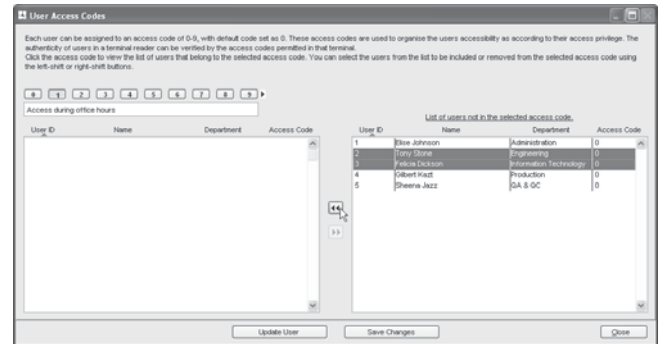 User Access Codes
Each user can be assigned to an access code of 0-9, with default code set as 0. These access codes are used to organise the users accessibility as according to their access privilege. The
authenticity of users in a terminal reader can be verified by the access codes permitted in that terminal.
Click the access code to view the list of users that belong to the selected access code. You can select the users from the list to be included or removed from the selected access code using
the left-shift or right-shift buttons.
0 1 2 3 4 5 6 7 8 9
Access during office hours
List of users not in the selected access code.
User ID Name Department Access Code User ID Name Department Access Code
1 Elise Johnson Administration 0
2 Tony Stone Engineering 0
3 Felicia Dickson Information Technology 0
4 Gilbert Kazt Production 0
5 Sheena Jazz QA & QC 0
Update User Save Changes Close